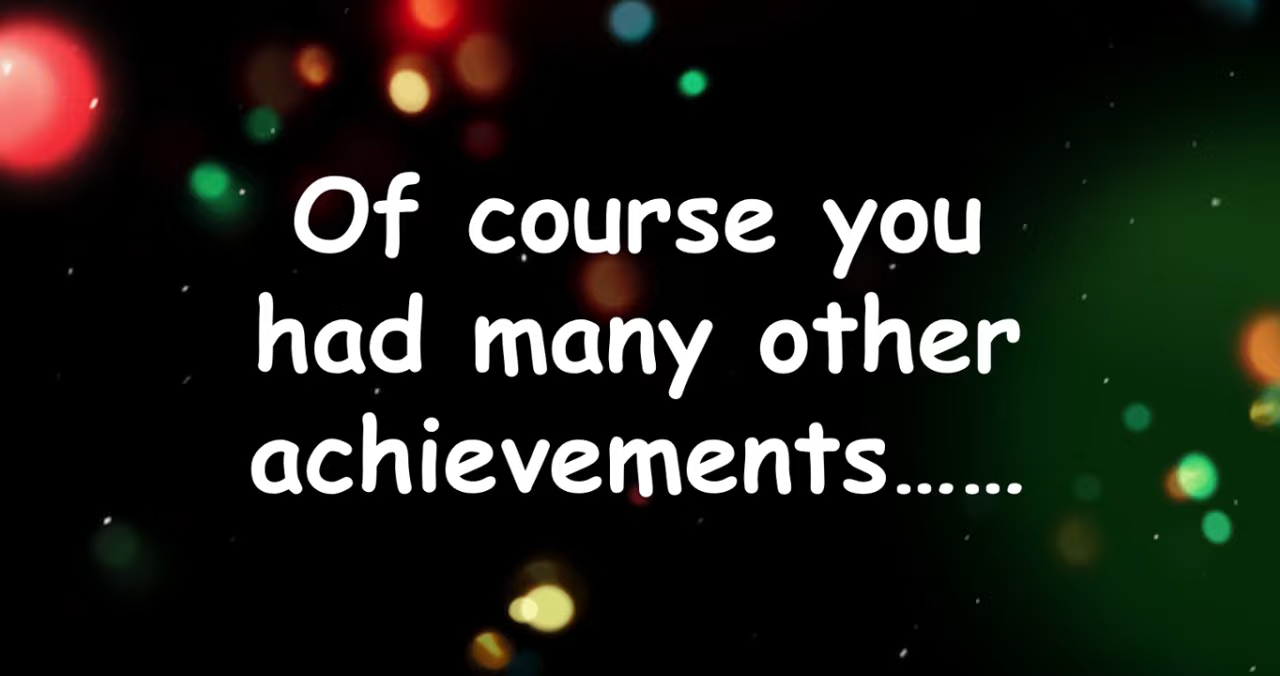 Of course you
had many other
achievements......